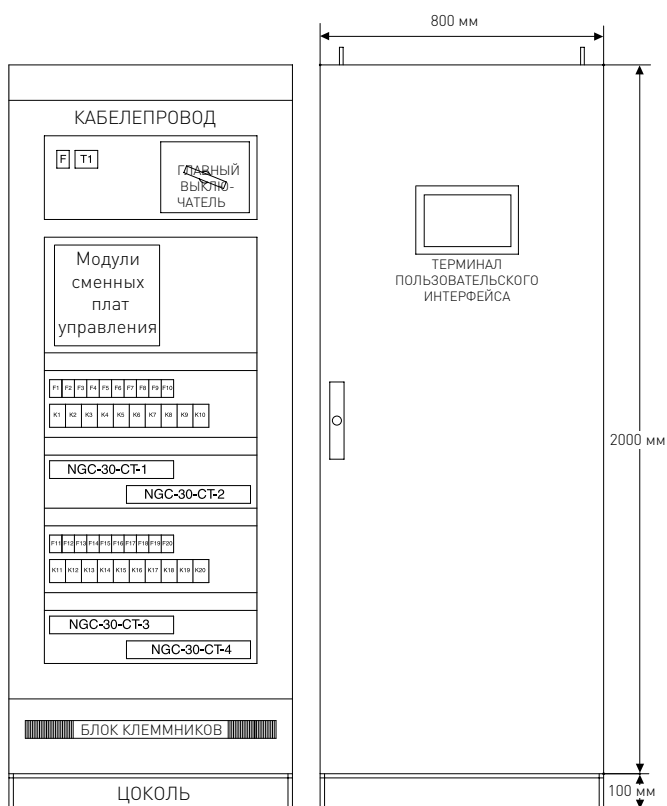 800 мм
КАБЕЛЕПРОВОД
F T1
ГЛАВНЫЙ
ВЫКЛЮ-
ЧАТЕЛЬ
Модули
сменных
плат
управления
ТЕРМИНАЛ
ПОЛЬЗОВАТЕЛЬСКОГО
ИНТЕРФЕЙСА
F1 F2 F3 F4 F5 F6 F7 F8 F9 F10
K1 K2 K3 K4 K5 K6 K7 K8 K9 K10
2000 мм
NGC-30-CT-1
NGC-30-CT-2
F11 F12 F13 F14 F15 F16 F17 F18 F19 F20
K11 K12 K13 K14 K15 K16 K17 K18 K19 K20
NGC-30-CT-3
NGC-30-CT-4
БЛОК КЛЕММНИКОВ
ЦОКОЛЬ
100 мм